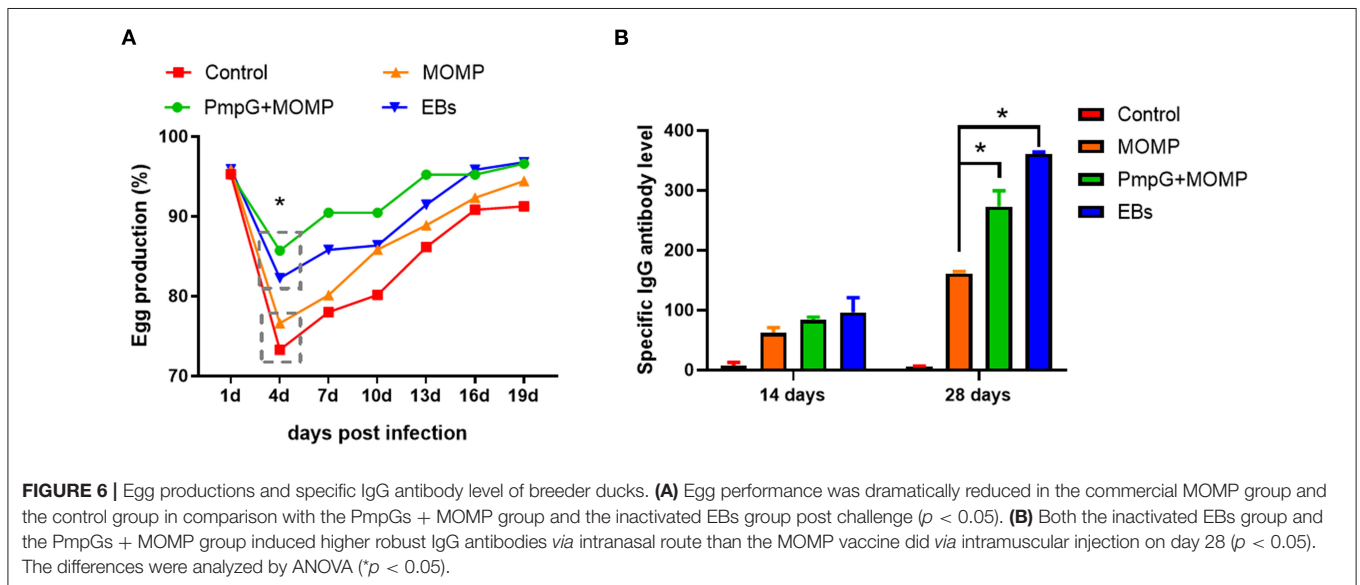 A
Control
MOMP
PmpG+MOMP
EBs
Egg production (%)
100
90
80
70
*
1d 4d 7d 10d 13d 16d 19d
days post infection
B
Control
MOMP
PmpG+MOMP
EBs
Specific IgG antibody level
400
300
200
100
0
*
*
14 days 28 days
FIGURE 6 | Egg productions and specific IgG antibody level of breeder ducks. (A) Egg performance was dramatically reduced in the commercial MOMP group and
the control group in comparison with the PmpGs + MOMP group and the inactivated EBs group post challenge (p < 0.05). (B) Both the inactivated EBs group and
the PmpGs + MOMP group induced higher robust IgG antibodies via intranasal route than the MOMP vaccine did via intramuscular injection on day 28 (p < 0.05).
The differences were analyzed by ANOVA (*p < 0.05).